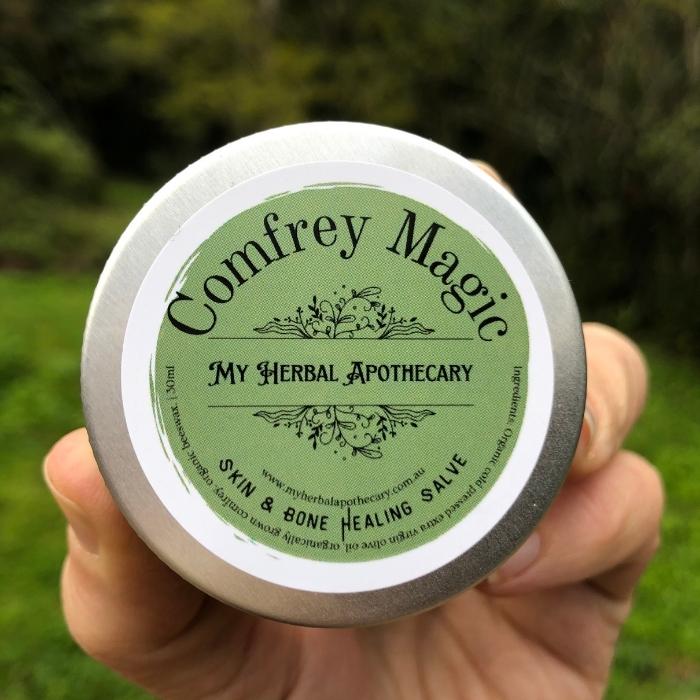 Comfrey Magic
My Herbal Apothecary
www.myherbalapothecary.com.au
SKIN & BONE HEALING SALVE
Ingredients: Organic cold pressed extra virgin olive oil, organically grown comfrey, organic beeswax. | 30ml